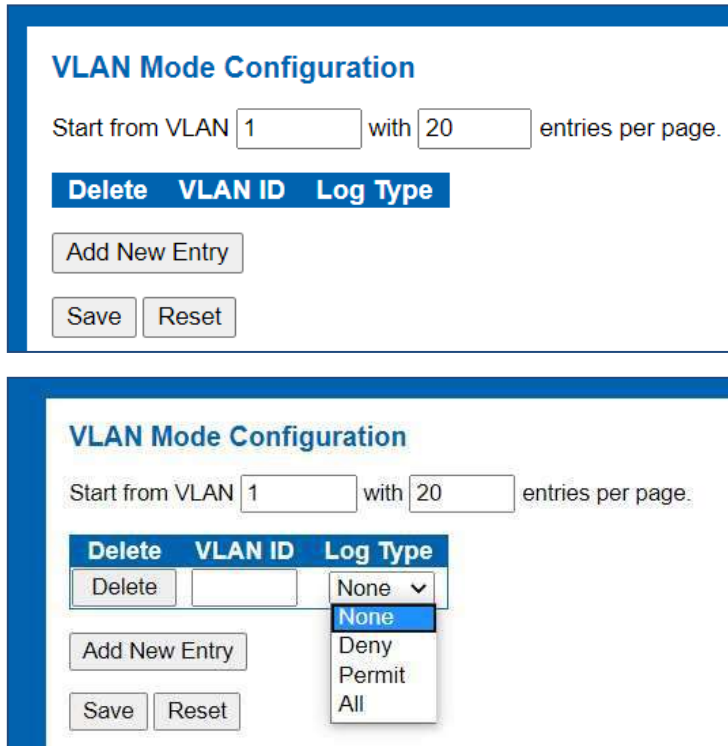 VLAN Mode Configuration
Start from VLAN 1 with 20 entries per page.
Delete VLAN ID Log Type
Add New Entry
Save Reset
VLAN Mode Configuration
Start from VLAN 1 with 20 entries per page.
Delete VLAN ID Log Type
Delete None
None
Deny
Permit
All
Add New Entry
Save Reset